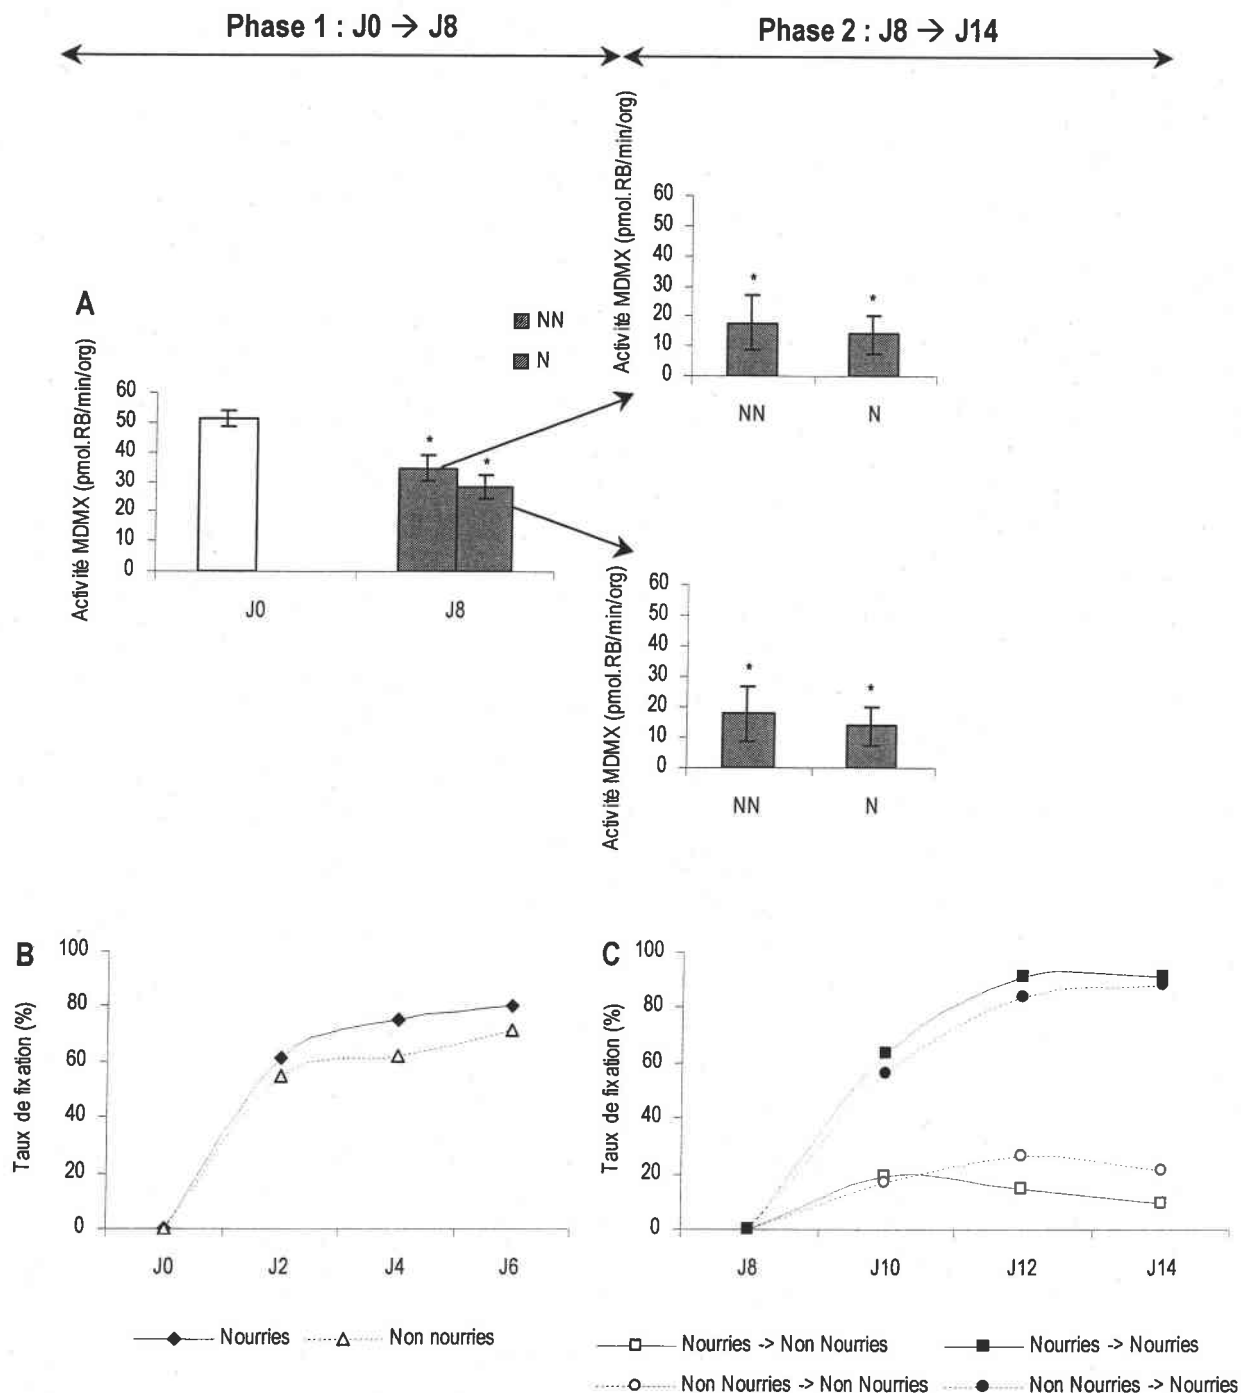 Phase 1 : J0 → J8
Phase 2 : J8 → J14
Activité MDMX (pmol.RB/min/org)
60
50
40
30
20
10
0
*
*
NN
N
A
NN
N
Activité MDMX (pmol.RB/min/org)
60
50
40
30
20
10
0
*
*
J0
J8
Activité MDMX (pmol.RB/min/org)
60
50
40
30
20
10
0
*
*
NN
N
B
Taux de fixation (%)
100
80
60
40
20
0
J0
J2
J4
J6
Nourries
Non nourries
C
Taux de fixation (%)
100
80
60
40
20
0
J8
J10
J12
J14
Nourries -> Non Nourries
Nourries -> Nourries
Non Nourries -> Non Nourries
Non Nourries -> Nourries